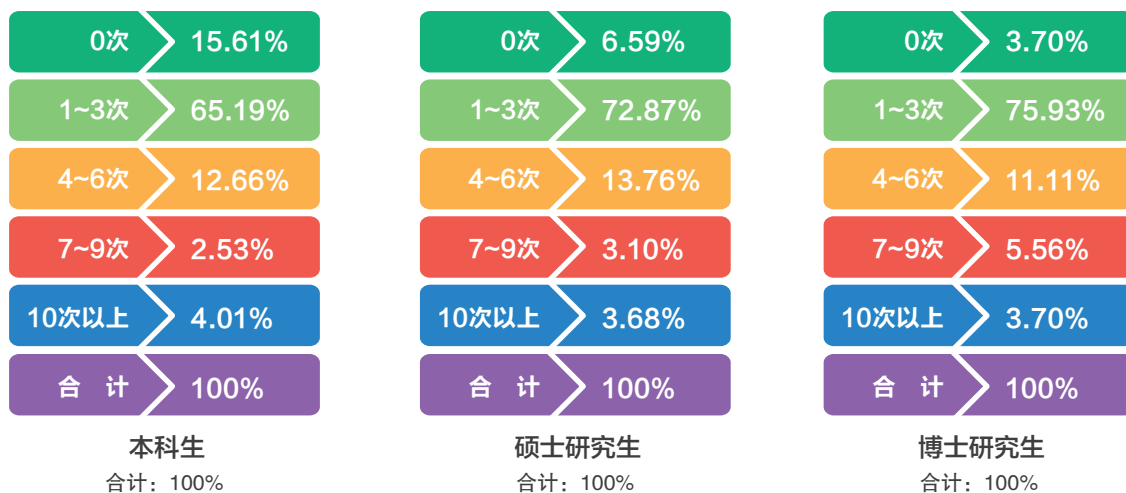 0次 15.61%
1~3次 65.19%
4~6次 12.66%
7~9次 2.53%
10次以上 4.01%
合 计 100%
本科生
合计：100%
0次 6.59%
1~3次 72.87%
4~6次 13.76%
7~9次 3.10%
10次以上 3.68%
合 计 100%
硕士研究生
合计：100%
0次 3.70%
1~3次 75.93%
4~6次 11.11%
7~9次 5.56%
10次以上 3.70%
合 计 100%
博士研究生
合计：100%